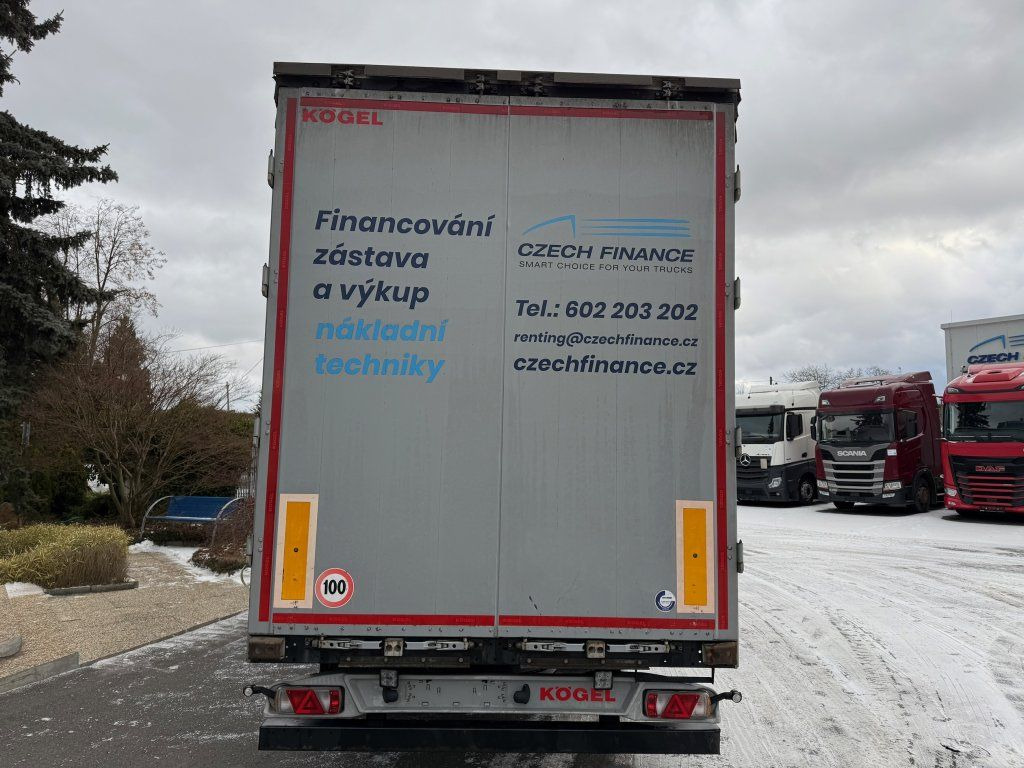 KÖGEL
Financování
zástava
a výkup
nákladní
techniky
CZECH FINANCE
SMART CHOICE FOR YOUR TRUCKS
Tel.: 602 203 202
renting@czechfinance.cz
czechfinance.cz
100
KÖGEL
SCANIA
DAF
CZECH